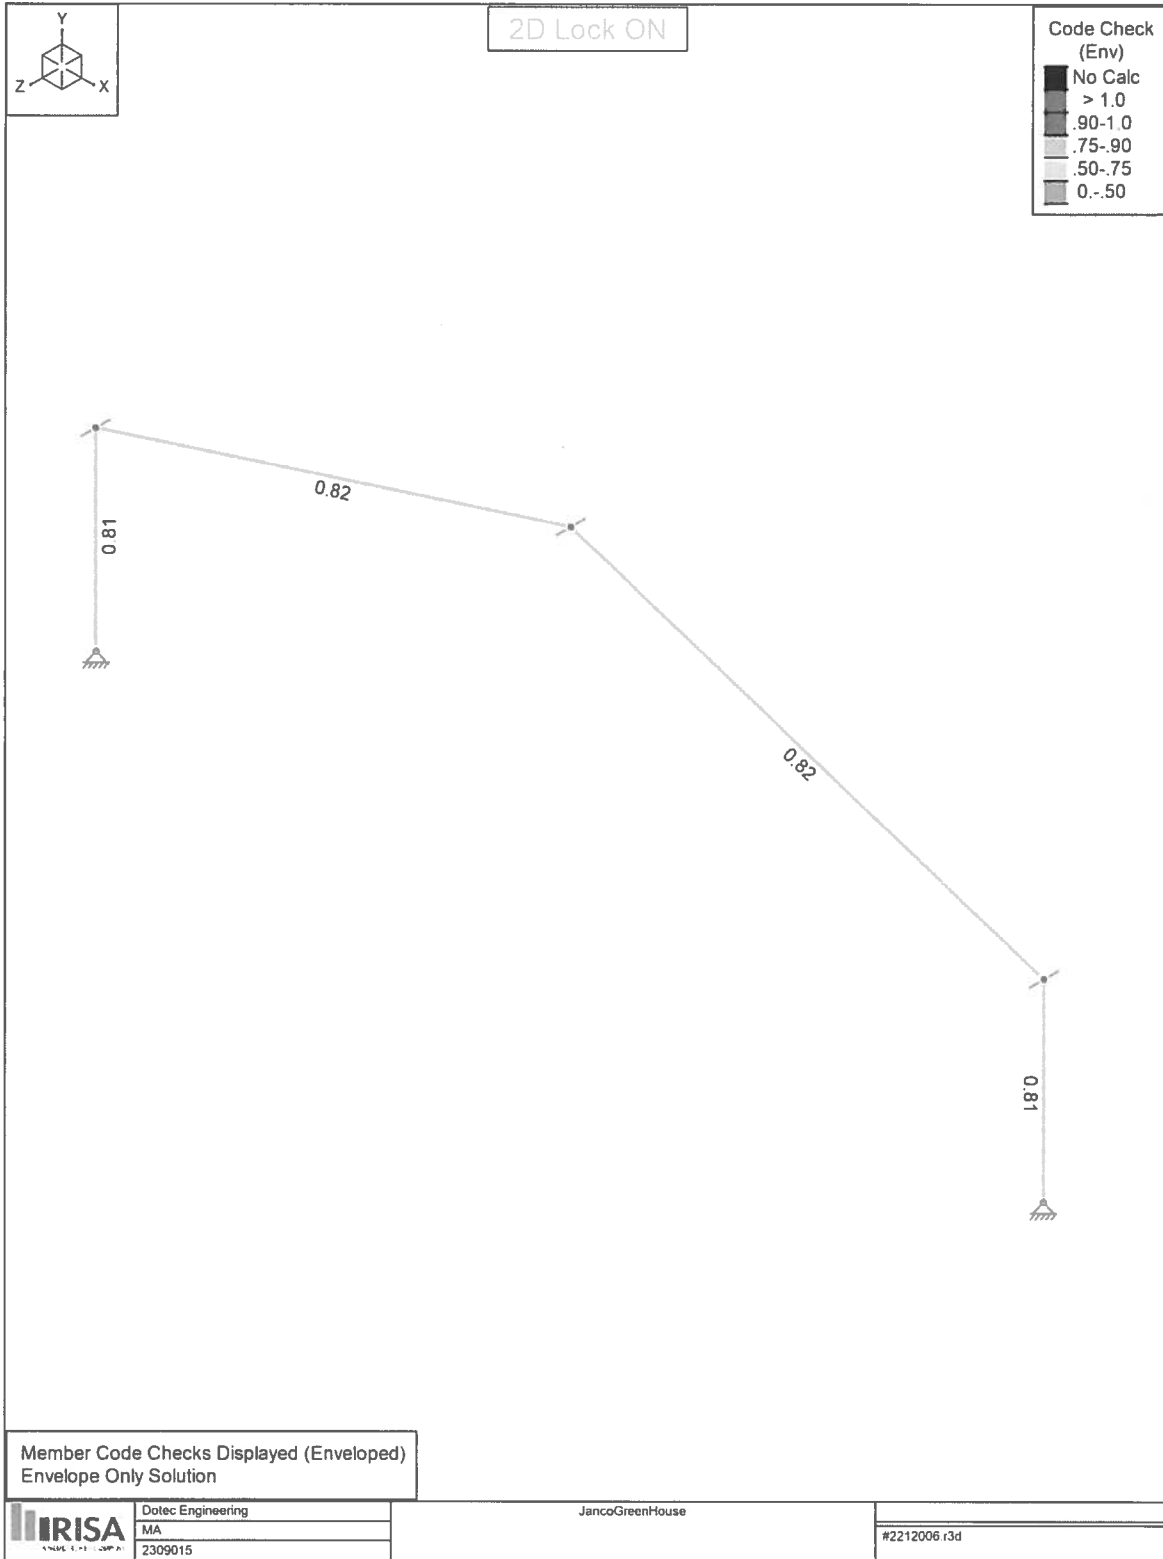 Y
Z
X
2D Lock ON
Code Check
(Env)
No Calc
> 1.0
.90-1.0
.75-.90
.50-.75
0.-.50
0.81
0.82
0.82
0.81
Member Code Checks Displayed (Enveloped)
Envelope Only Solution
RISA
Dotec Engineering
MA
2309015
JancoGreenHouse
#2212006.r3d